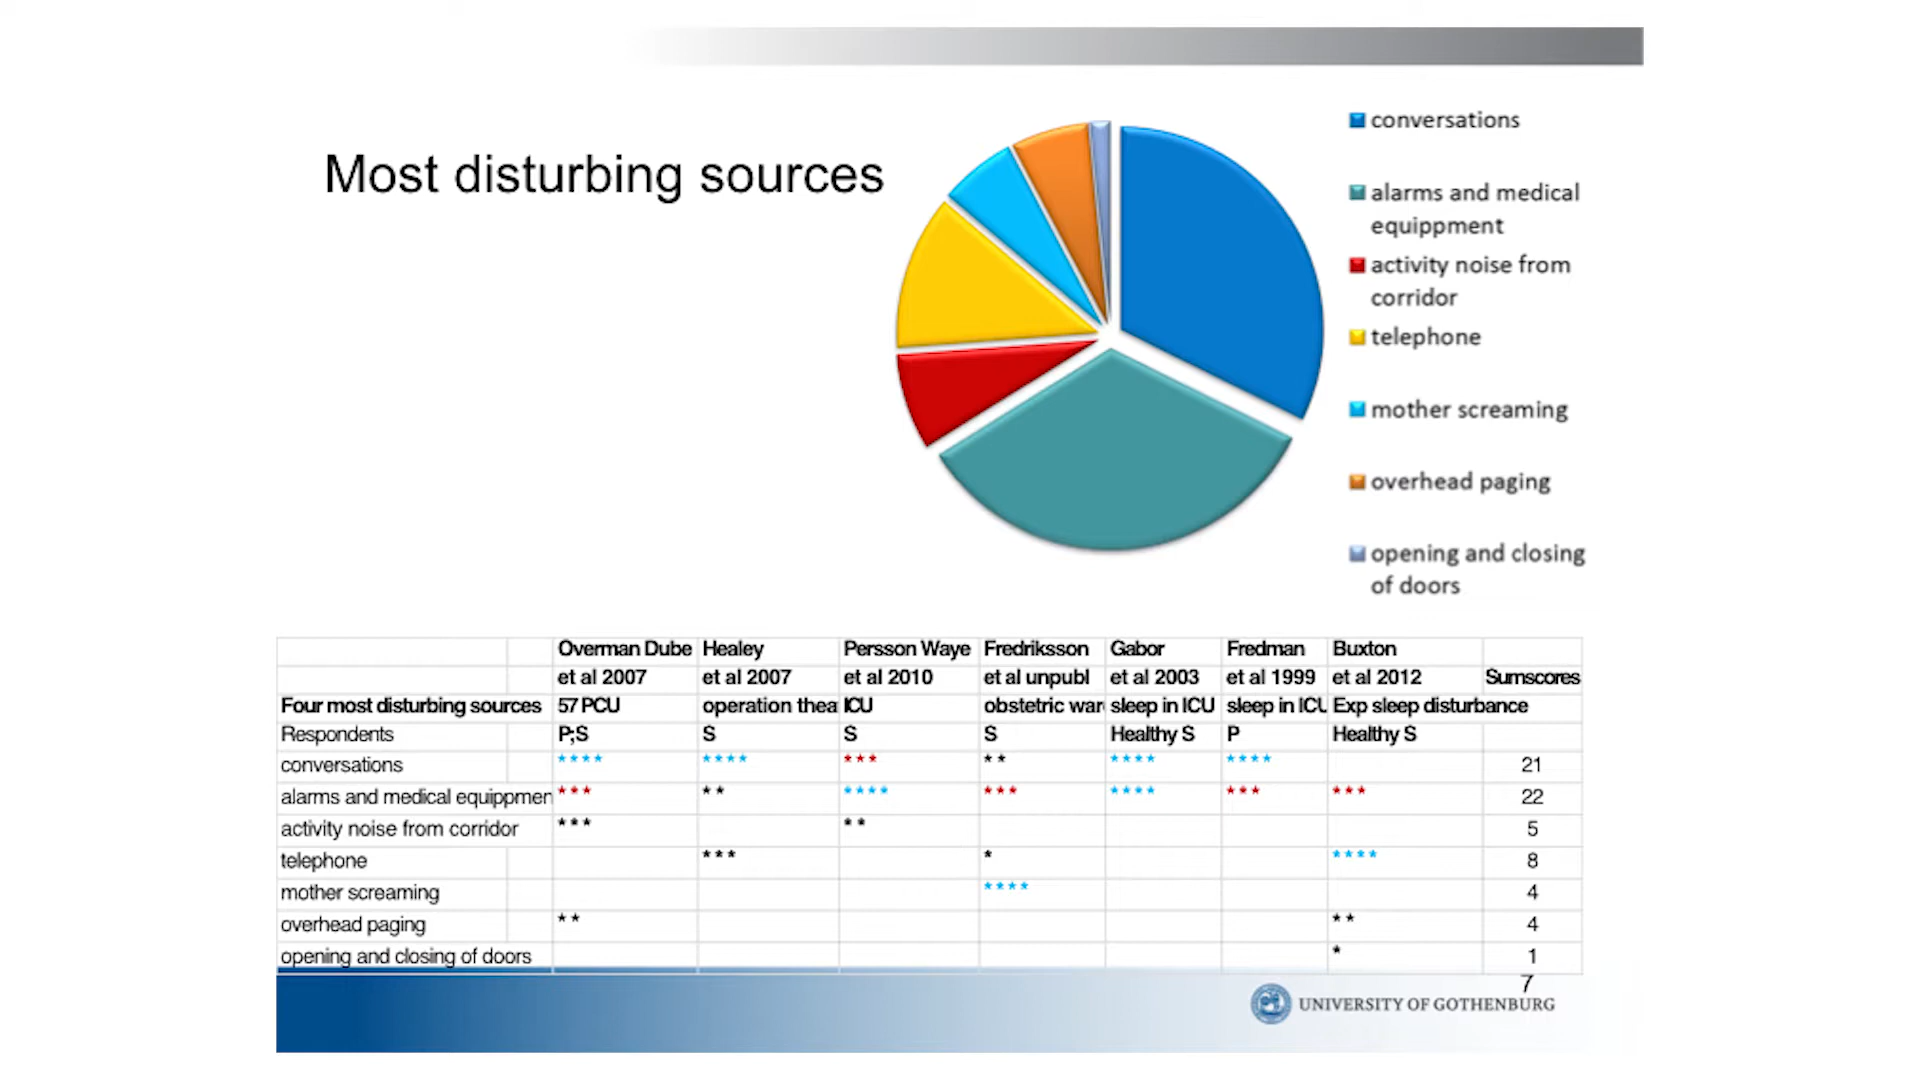 Most disturbing sources
conversations
alarms and medical
equippment
activity noise from
corridor
telephone
mother screaming
overhead paging
opening and closing
of doors
Overman Dube Healey Persson Waye Fredriksson Gabor Fredman Buxton
et al 2007 et al 2007 et al 2010 et al unpubl et al 2003 et al 1999 et al 2012 Sumscores
Four most disturbing sources 57 PCU operation thea ICU obstetric war sleep in ICU sleep in ICU Exp sleep disturbance
Respondents P;S S S S Healthy S P Healthy S
conversations **** **** *** ** **** **** 21
alarms and medical equippmen *** ** **** *** **** *** *** 22
activity noise from corridor *** ** 5
telephone *** * **** 8
mother screaming **** 4
overhead paging ** ** 4
opening and closing of doors * 1
7
UNIVERSITY OF GOTHENBURG